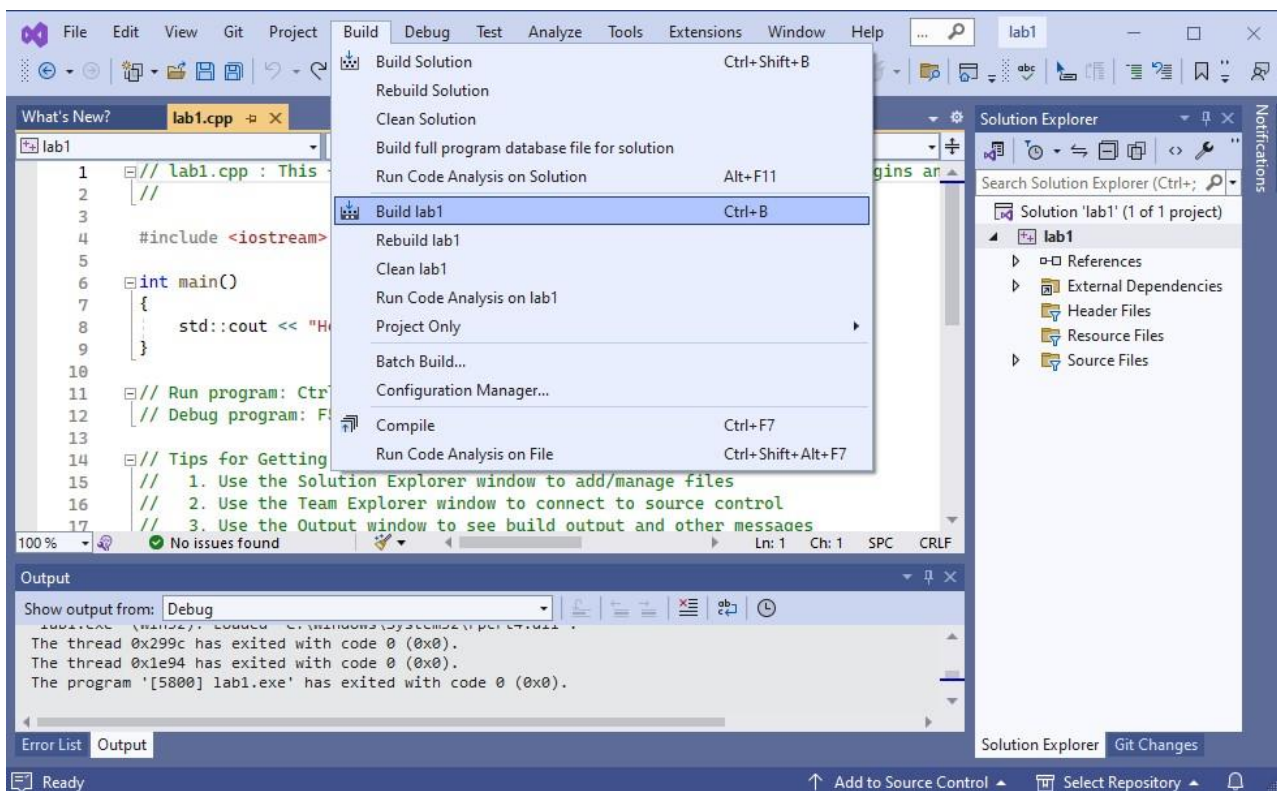 File Edit View Git Project Build Debug Test Analyze Tools Extensions Window Help ... lab1
What's New? lab1.cpp
lab1
1 // lab1.cpp : This
gins an
2 //
3
4 #include <iostream>
5
6 int main()
7 {
8 std::cout << "H
9 }
10
11 // Run program: Ctr
12 // Debug program: F
13
14 // Tips for Getting
15 // 1. Use the Solution Explorer window to add/manage files
16 // 2. Use the Team Explorer window to connect to source control
17 // 3. Use the Output window to see build output and other messages
Build Solution Ctrl+Shift+B
Rebuild Solution
Clean Solution
Build full program database file for solution
Run Code Analysis on Solution Alt+F11
Build lab1 Ctrl+B
Rebuild lab1
Clean lab1
Run Code Analysis on lab1
Project Only
Batch Build...
Configuration Manager...
Compile Ctrl+F7
Run Code Analysis on File Ctrl+Shift+Alt+F7
100 % No issues found Ln: 1 Ch: 1 SPC CRLF
Output
Show output from: Debug
The thread 0x299c has exited with code 0 (0x0).
The thread 0x1e94 has exited with code 0 (0x0).
The program '[5800] lab1.exe' has exited with code 0 (0x0).
Error List Output
Solution Explorer
Search Solution Explorer (Ctrl+;
Solution 'lab1' (1 of 1 project)
lab1
References
External Dependencies
Header Files
Resource Files
Source Files
Solution Explorer Git Changes
Notifications
Ready Add to Source Control Select Repository